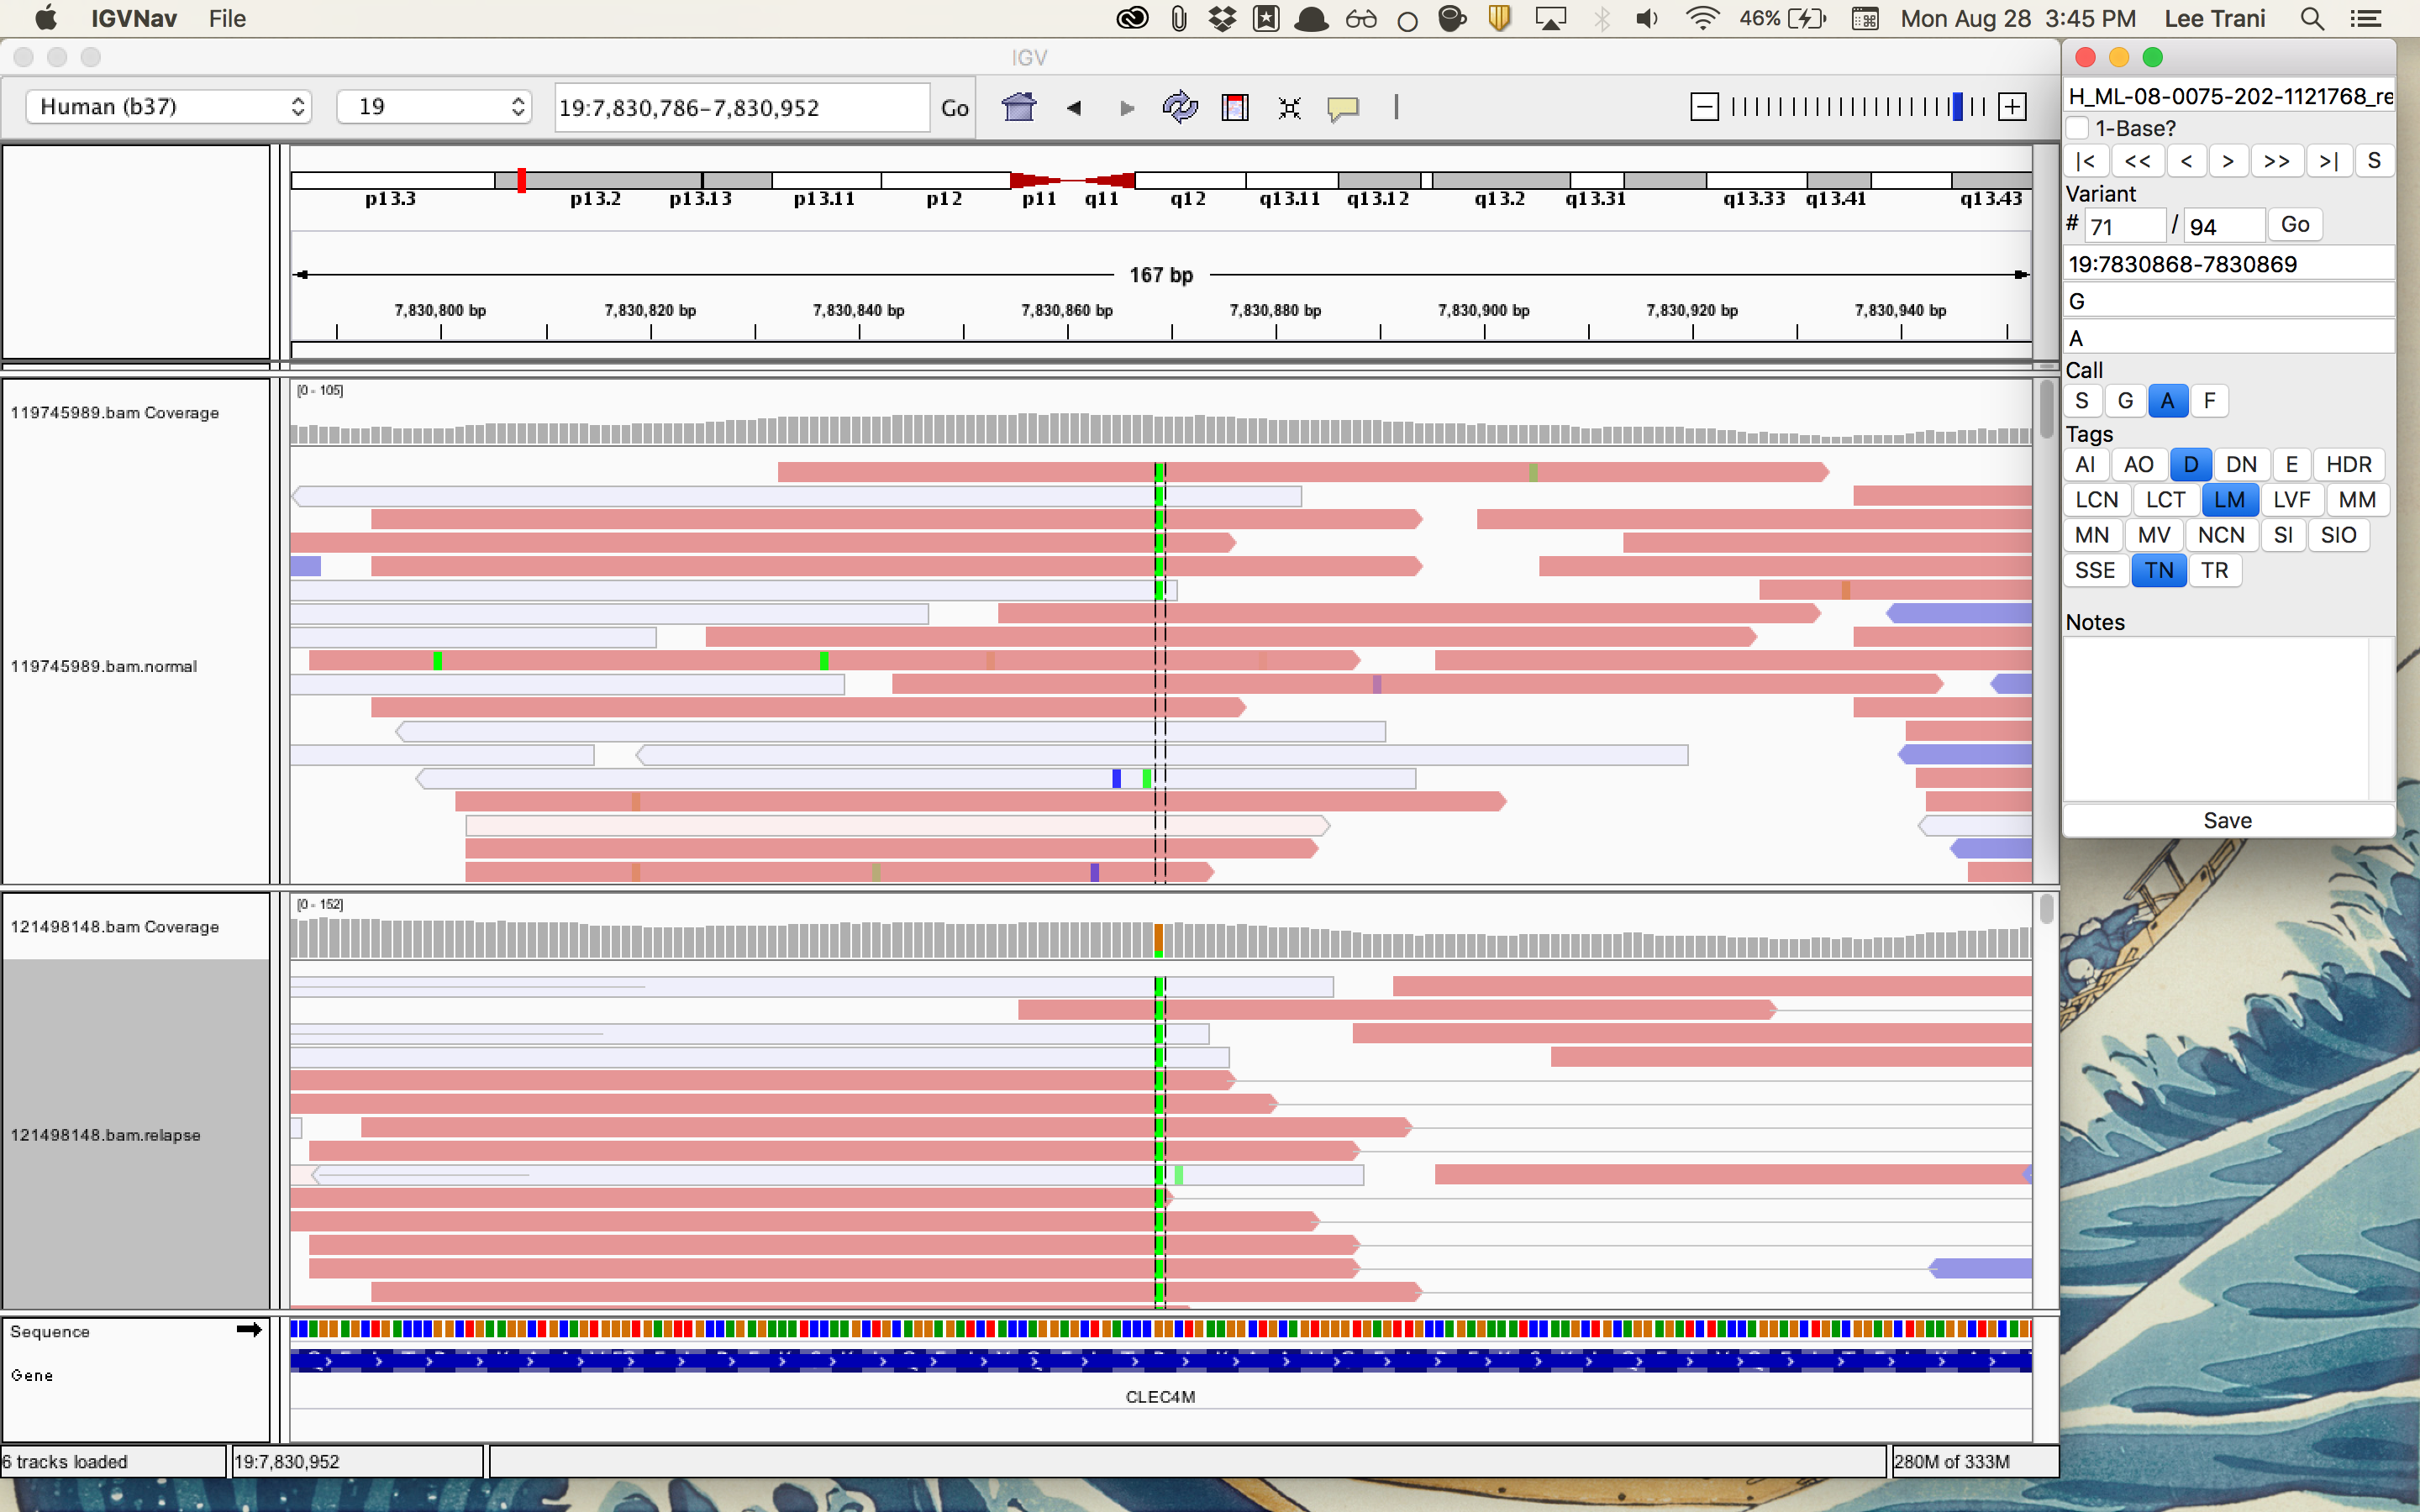 IGVNav File 46% Mon Aug 28 3:45 PM Lee Trani
IGV
Human (b37) 19 19:7,830,786-7,830,952 Go
p13.3 p13.2 p13.13 p13.11 p12 p11 q11 q12 q13.11 q13.12 q13.2 q13.31 q13.33 q13.41 q13.43
167 bp
7,830,800 bp 7,830,820 bp 7,830,840 bp 7,830,860 bp 7,830,880 bp 7,830,900 bp 7,830,920 bp 7,830,940 bp
[0 - 105]
119745989.bam Coverage
119745989.bam.normal
[0 - 152]
121498148.bam Coverage
121498148.bam.relapse
Sequence
Gene
CLEC4M
6 tracks loaded 19:7,830,952 280M of 333M
H_ML-08-0075-202-1121768_re
1-Base?
|< << < > >> >| S
Variant
# 71 / 94 Go
19:7830868-7830869
G
A
Call
S G A F
Tags
AI AO D DN E HDR
LCN LCT LM LVF MM
MN MV NCN SI SIO
SSE TN TR
Notes
Save